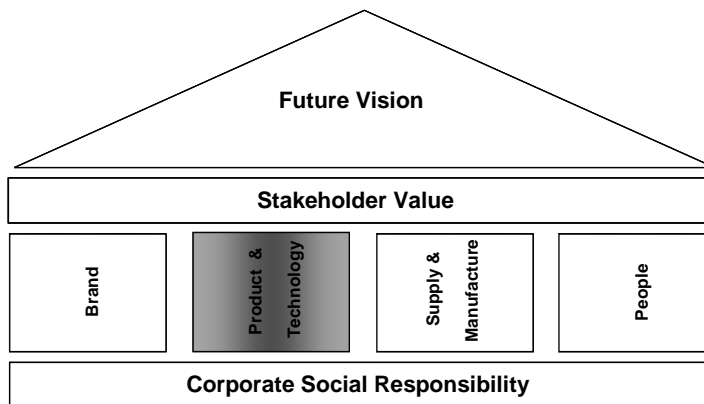 Future Vision
Stakeholder Value
Brand
Product &
Technology
Supply &
Manufacture
People
Corporate Social Responsibility